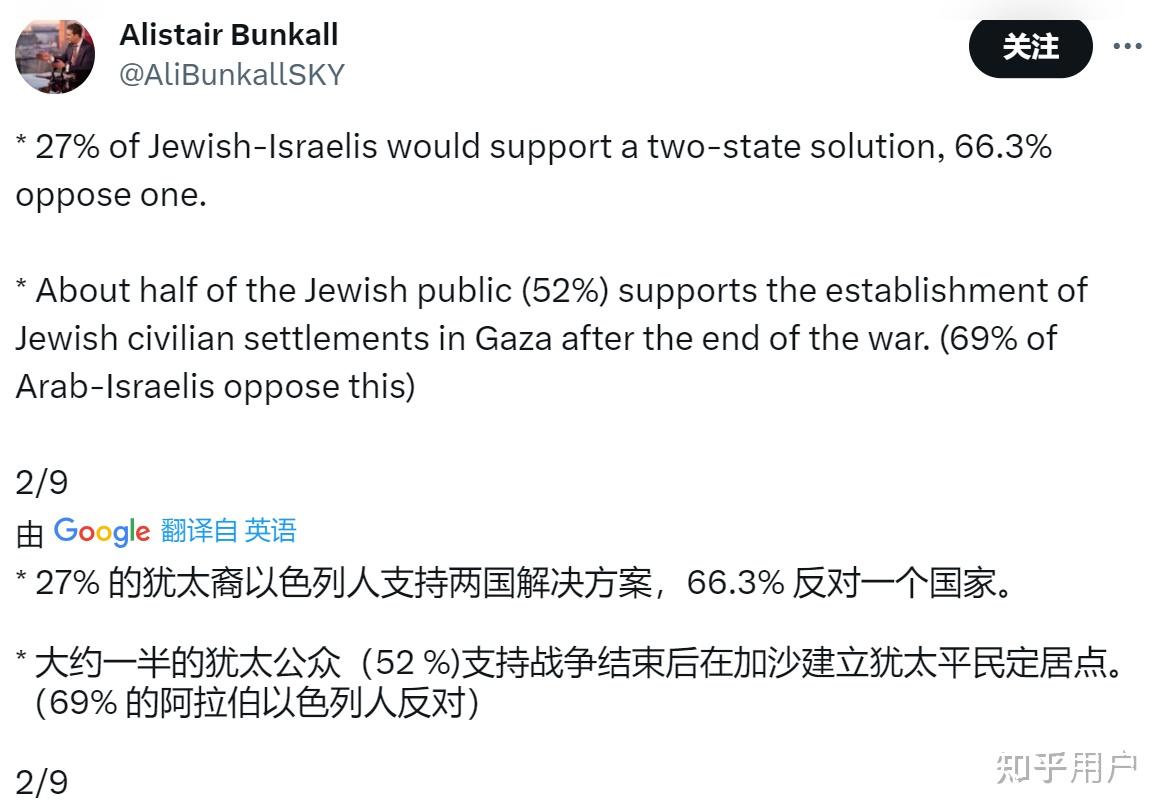 Alistair Bunkall
关注
@AliBunkallSKY
* 27% of Jewish-Israelis would support a two-state solution, 66.3%
oppose one.
* About half of the Jewish public (52%) supports the establishment of
Jewish civilian settlements in Gaza after the end of the war. (69% of
Arab-Israelis oppose this)
2/9
由 Google 翻译自 英语
* 27% 的犹太裔以色列人支持两国解决方案，66.3% 反对一个国家。
* 大约一半的犹太公众（52 %)支持战争结束后在加沙建立犹太平民定居点。
（69% 的阿拉伯以色列人反对）
2/9
知乎用户